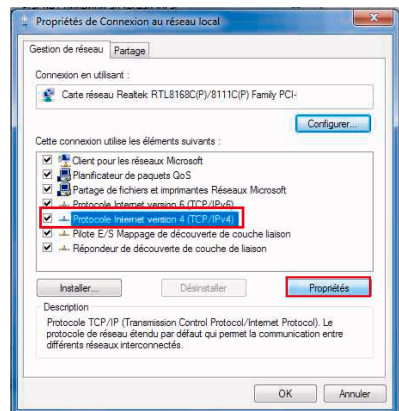 Propriétés de Connexion au réseau local
Gestion de réseau Partage
Connexion en utilisant :
Carte réseau Realtek RTL8168C(P)/8111C(P) Family PCI-
Configurer...
Cette connexion utilise les éléments suivants :
Client pour les réseaux Microsoft
Planificateur de paquets QoS
Partage de fichiers et imprimantes Réseaux Microsoft
Protocole Internet version 6 (TCP/IPv6)
Protocole Internet version 4 (TCP/IPv4)
Pilote E/S Mappage de découverte de couche liaison
Répondeur de découverte de couche de liaison
Installer... Désinstaller Propriétés
Description
Protocole TCP/IP (Transmission Control Protocol/Internet Protocol). Le
protocole de réseau étendu par défaut qui permet la communication entre
différents réseaux interconnectés.
OK Annuler